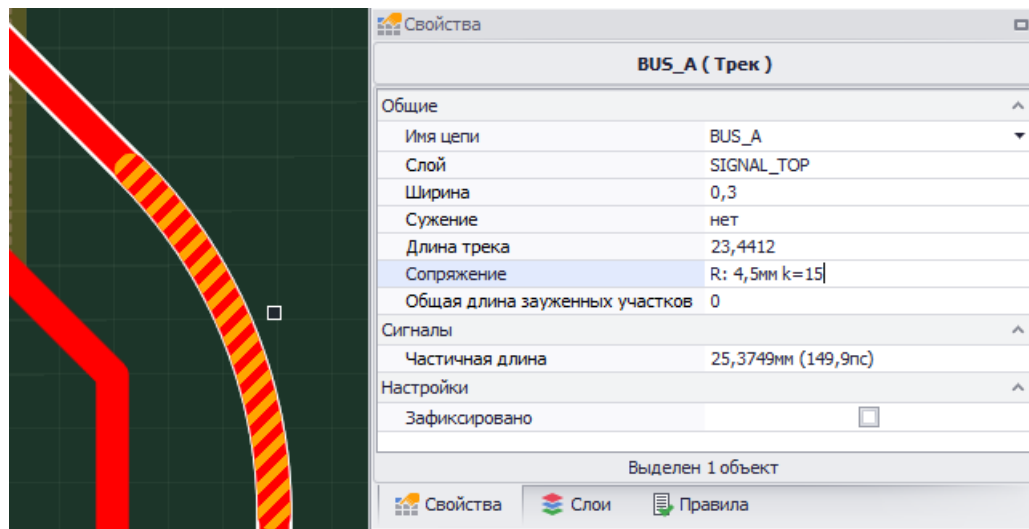 Свойства
BUS_A ( Трек )
Общие
Имя цепи BUS_A
Слой SIGNAL_TOP
Ширина 0,3
Сужение нет
Длина трека 23,4412
Сопряжение R: 4,5мм k=15
Общая длина зауженных участков 0
Сигналы
Частичная длина 25,3749мм (149,9пс)
Настройки
Зафиксировано
Выделен 1 объект
Свойства Слои Правила